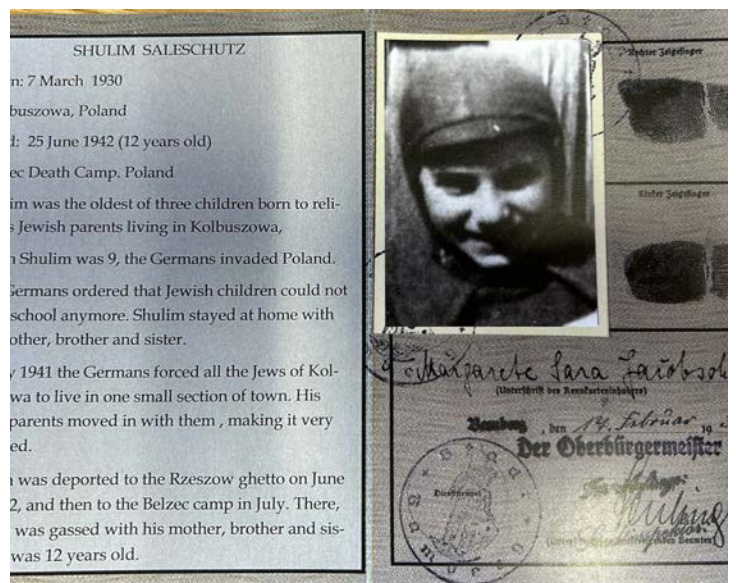 SHULIM SALESCHUTZ
n: 7 March 1930
buszowa, Poland
: 25 June 1942 (12 years old)
ec Death Camp. Poland
im was the oldest of three children born to reli-
s Jewish parents living in Kolbuszowa,
n Shulim was 9, the Germans invaded Poland.
Germans ordered that Jewish children could not
school anymore. Shulim stayed at home with
other, brother and sister.
y 1941 the Germans forced all the Jews of Kol-
wa to live in one small section of town. His
parents moved in with them , making it very
ed.
was deported to the Rzeszow ghetto on June
2, and then to the Belzec camp in July. There,
was gassed with his mother, brother and sis-
was 12 years old.
Rechter Zeigefinger
Linker Zeigefinger
Margarete Sara Jacobsoh
(Unterschrift des Kennkarteninhabers)
Bamberg, den 14. Februar 19
Der Oberbürgermeister
Dienststempel
Beamten)